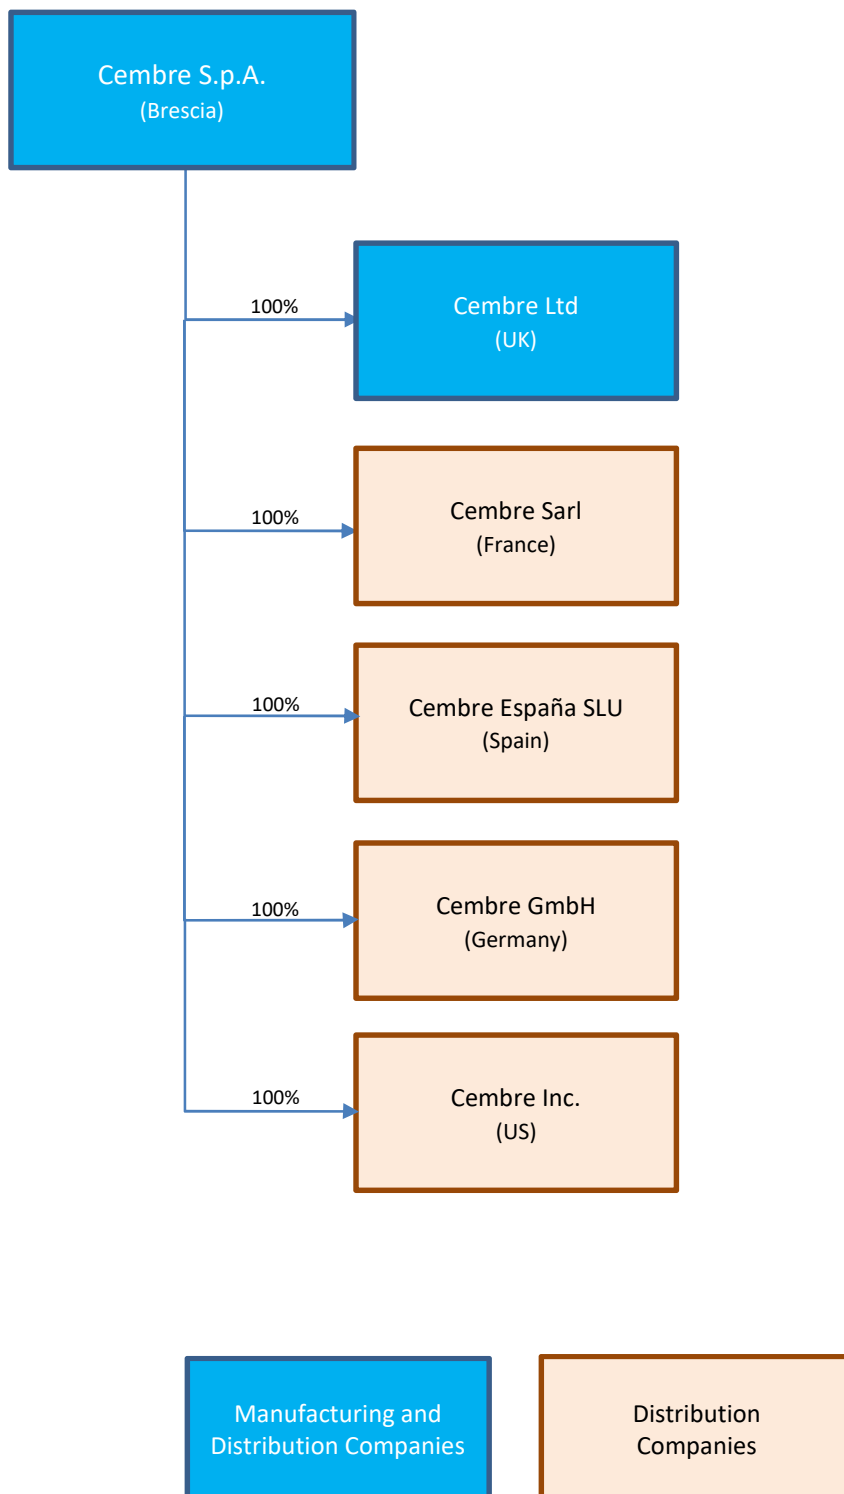 Cembre S.p.A.
(Brescia)
100%
Cembre Ltd
(UK)
100%
Cembre Sarl
(France)
100%
Cembre España SLU
(Spain)
100%
Cembre GmbH
(Germany)
100%
Cembre Inc.
(US)
Manufacturing and
Distribution Companies
Distribution
Companies